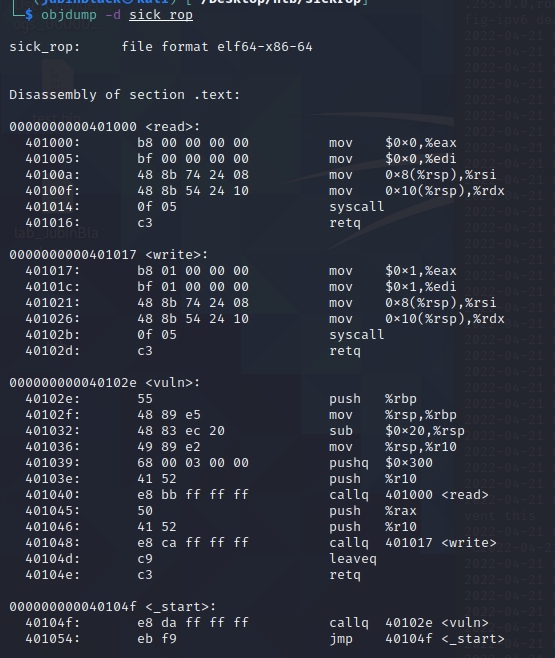 └─$ objdump -d sick_rop
sick_rop:     file format elf64-x86-64
Disassembly of section .text:
0000000000401000 <read>:
401000: b8 00 00 00 00 mov $0×0,%eax
401005: bf 00 00 00 00 mov $0×0,%edi
40100a: 48 8b 74 24 08 mov 0×8(%rsp),%rsi
40100f: 48 8b 54 24 10 mov 0×10(%rsp),%rdx
401014: 0f 05 syscall
401016: c3 retq
0000000000401017 <write>:
401017: b8 01 00 00 00 mov $0×1,%eax
40101c: bf 01 00 00 00 mov $0×1,%edi
401021: 48 8b 74 24 08 mov 0×8(%rsp),%rsi
401026: 48 8b 54 24 10 mov 0×10(%rsp),%rdx
40102b: 0f 05 syscall
40102d: c3 retq
000000000040102e <vuln>:
40102e: 55 push %rbp
40102f: 48 89 e5 mov %rsp,%rbp
401032: 48 83 ec 20 sub $0×20,%rsp
401036: 49 89 e2 mov %rsp,%r10
401039: 68 00 03 00 00 pushq $0×300
40103e: 41 52 push %r10
401040: e8 bb ff ff ff callq 401000 <read>
401045: 50 push %rax
401046: 41 52 push %r10
401048: e8 ca ff ff ff callq 401017 <write>
40104d: c9 leaveq
40104e: c3 retq
000000000040104f <_start>:
40104f: e8 da ff ff ff callq 40102e <vuln>
401054: eb f9 jmp 40104f <_start>